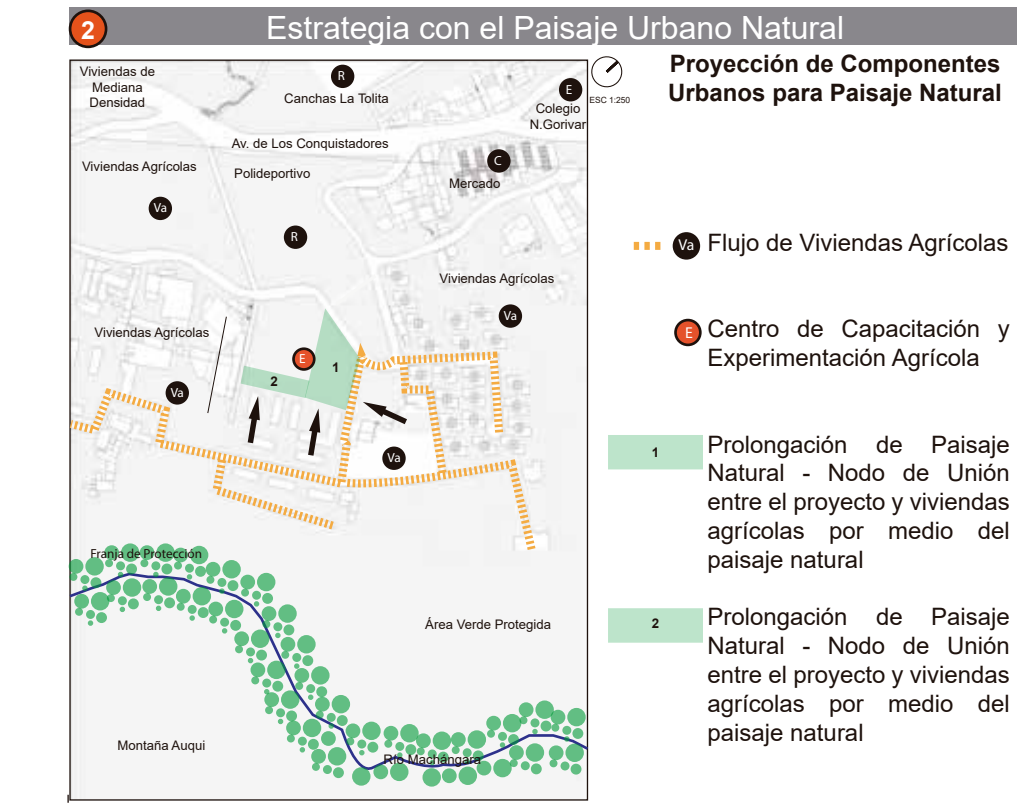 2
Estrategia con el Paisaje Urbano Natural
Viviendas de
Mediana
Densidad
R
Canchas La Tolita
E
Colegio
N.Gorivar
ESC 1:250
Av. de Los Conquistadores
Viviendas Agrícolas
Polideportivo
C
Mercado
Va
R
Viviendas Agrícolas
Va
Viviendas Agrícolas
E
1
2
Va
Va
Franja de Protección
Área Verde Protegida
Montaña Auqui
Río Machángara
Proyección de Componentes
Urbanos para Paisaje Natural
Va Flujo de Viviendas Agrícolas
E Centro de Capacitación y
Experimentación Agrícola
1 Prolongación de Paisaje
Natural - Nodo de Unión
entre el proyecto y viviendas
agrícolas por medio del
paisaje natural
2 Prolongación de Paisaje
Natural - Nodo de Unión
entre el proyecto y viviendas
agrícolas por medio del
paisaje natural